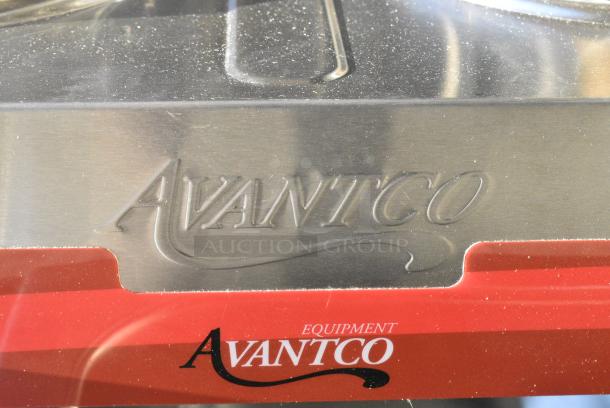 AVANTCO
AUCTION GROUP
EQUIPMENT
AVANTCO